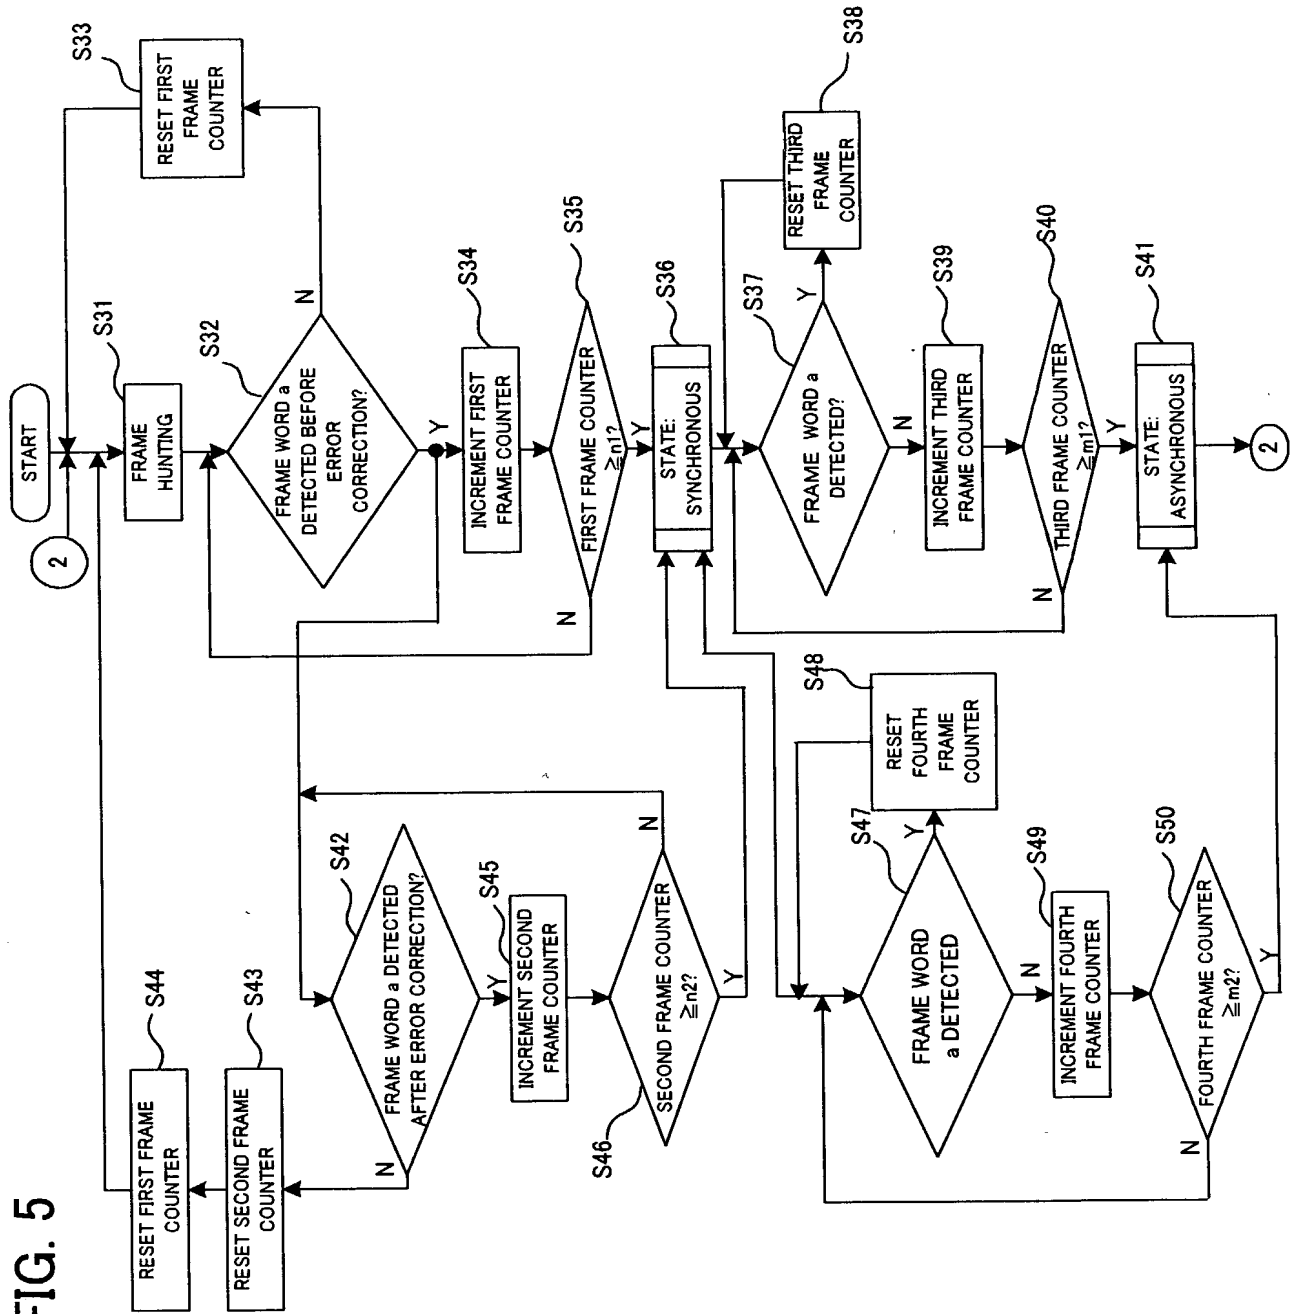 FIG. 5
START
2
S31
FRAME
HUNTING
S33
RESET FIRST
FRAME
COUNTER
S32
FRAME WORD a
DETECTED BEFORE
ERROR
CORRECTION?
N
Y
S34
INCREMENT FIRST
FRAME COUNTER
S35
FIRST FRAME COUNTER
≧n1?
N
Y
S36
STATE:
SYNCHRONOUS
S37
FRAME WORD a
DETECTED?
Y
N
S38
RESET THIRD
FRAME
COUNTER
S39
INCREMENT THIRD
FRAME COUNTER
S40
THIRD FRAME COUNTER
≧m1?
N
Y
S41
STATE:
ASYNCHRONOUS
2
S44
RESET FIRST FRAME
COUNTER
S43
RESET SECOND FRAME
COUNTER
S42
FRAME WORD a DETECTED
AFTER ERROR CORRECTION?
N
Y
S45
INCREMENT SECOND
FRAME COUNTER
S46
SECOND FRAME COUNTER
≧n2?
N
Y
S48
RESET
FOURTH
FRAME
COUNTER
S47
FRAME WORD
a DETECTED
Y
N
S49
INCREMENT FOURTH
FRAME COUNTER
S50
FOURTH FRAME COUNTER
≧m2?
N
Y